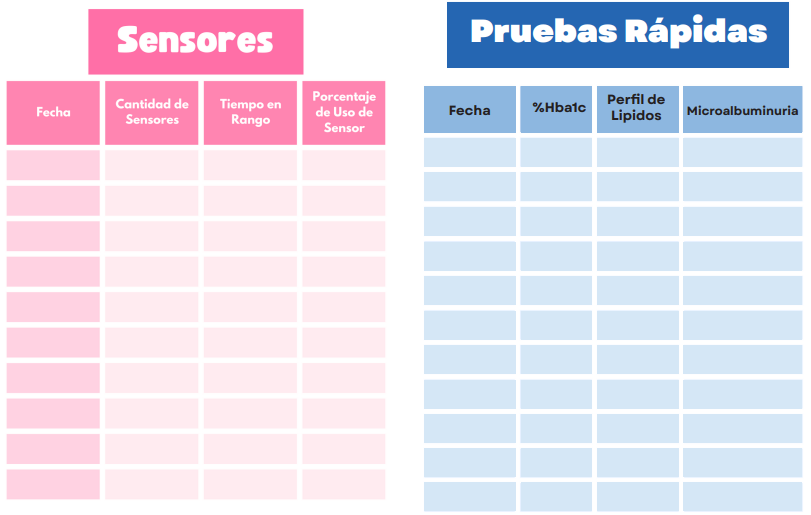 Sensores
Fecha
Cantidad de
Sensores
Tiempo en
Rango
Porcentaje
de Uso de
Sensor
Pruebas Rápidas
Fecha
%Hba1c
Perfil de
Lipidos
Microalbuminuria